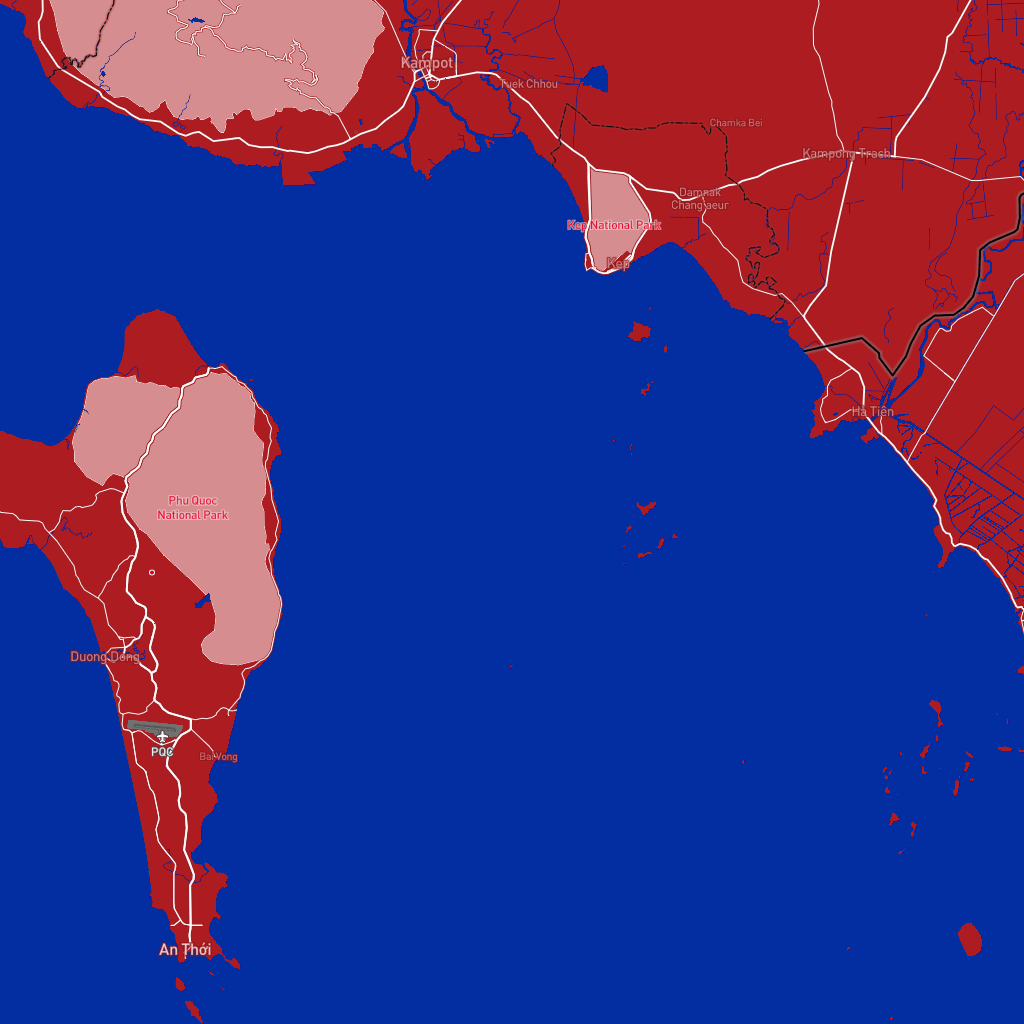 Kampot
Tuek Chhou
Chamka Bei
Kampong Trach
Damnak
Chang'aeur
Kep National Park
Kep
Hà Tiên
Phu Quoc
National Park
Duong Dong
PQC
Bai Vong
An Thới